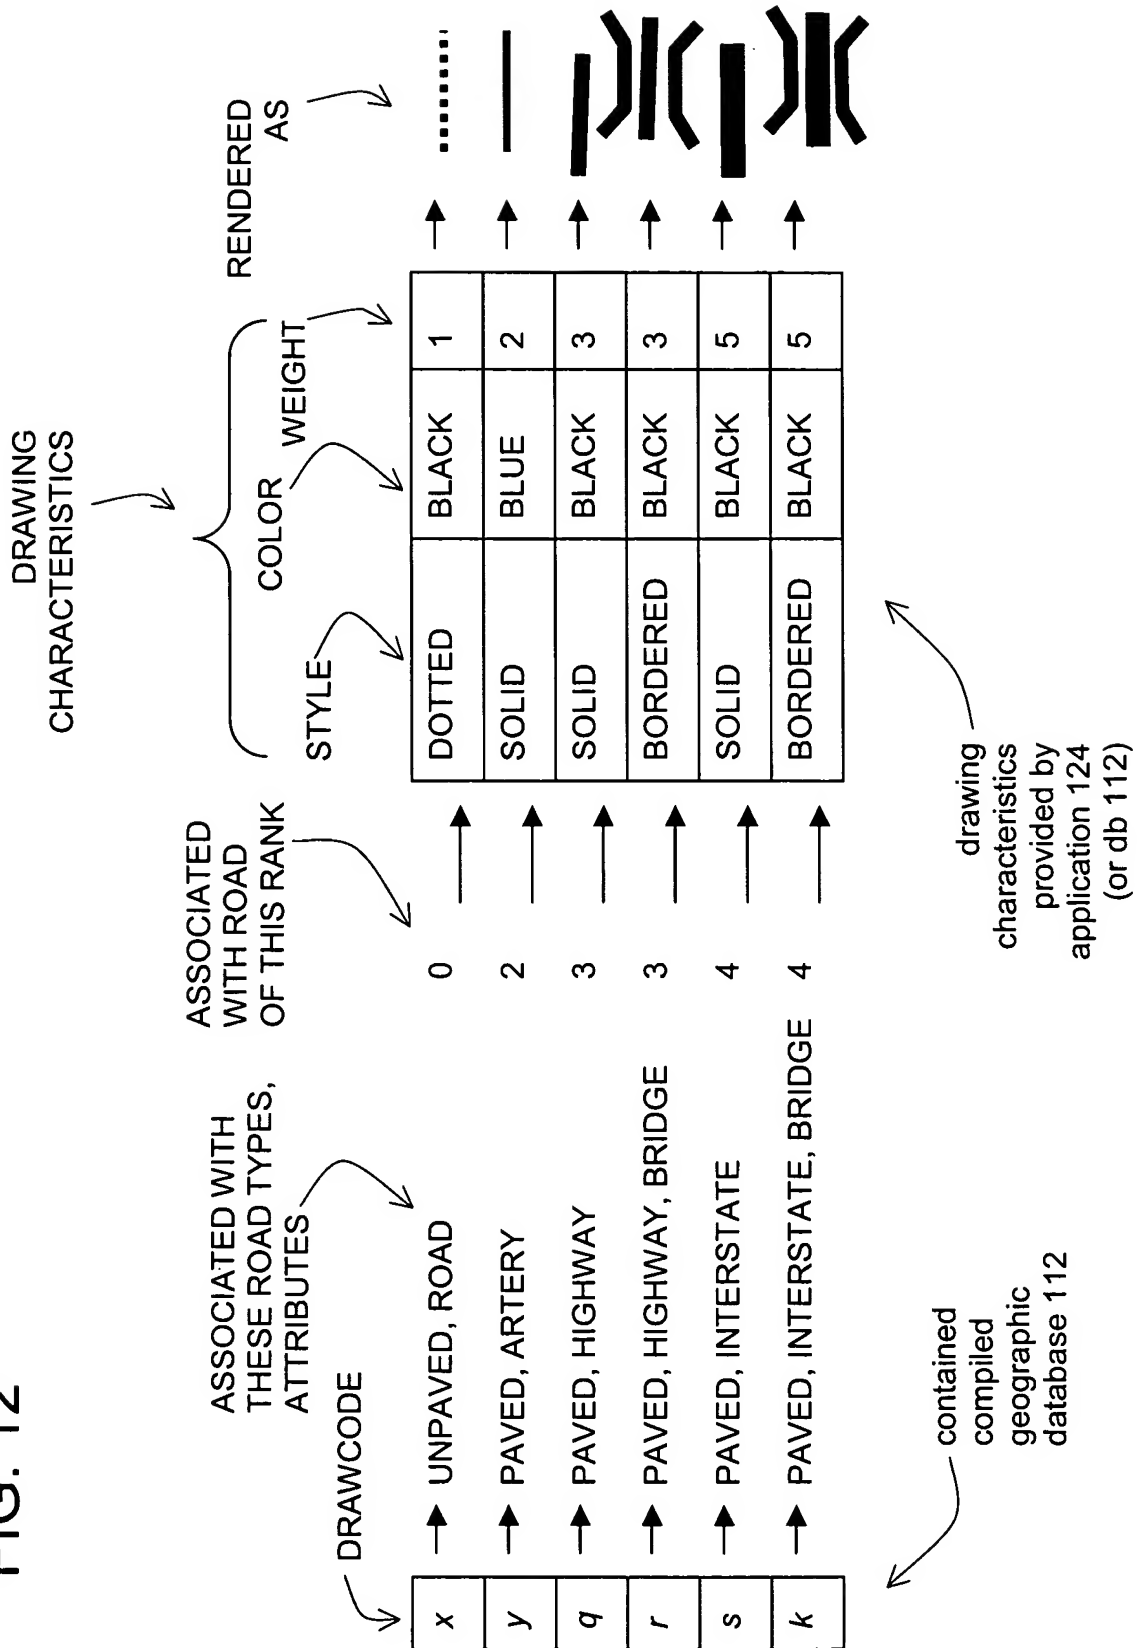 FIG. 12
DRAWING
CHARACTERISTICS
ASSOCIATED WITH
THESE ROAD TYPES,
ATTRIBUTES
ASSOCIATED
WITH ROAD
OF THIS RANK
RENDERED
AS
DRAWCODE
STYLE
COLOR
WEIGHT
x UNPAVED, ROAD 0 DOTTED BLACK 1
y PAVED, ARTERY 2 SOLID BLUE 2
q PAVED, HIGHWAY 3 SOLID BLACK 3
r PAVED, HIGHWAY, BRIDGE 3 BORDERED BLACK 3
s PAVED, INTERSTATE 4 SOLID BLACK 5
k PAVED, INTERSTATE, BRIDGE 4 BORDERED BLACK 5
contained
compiled
geographic
database 112
drawing
characteristics
provided by
application 124
(or db 112)